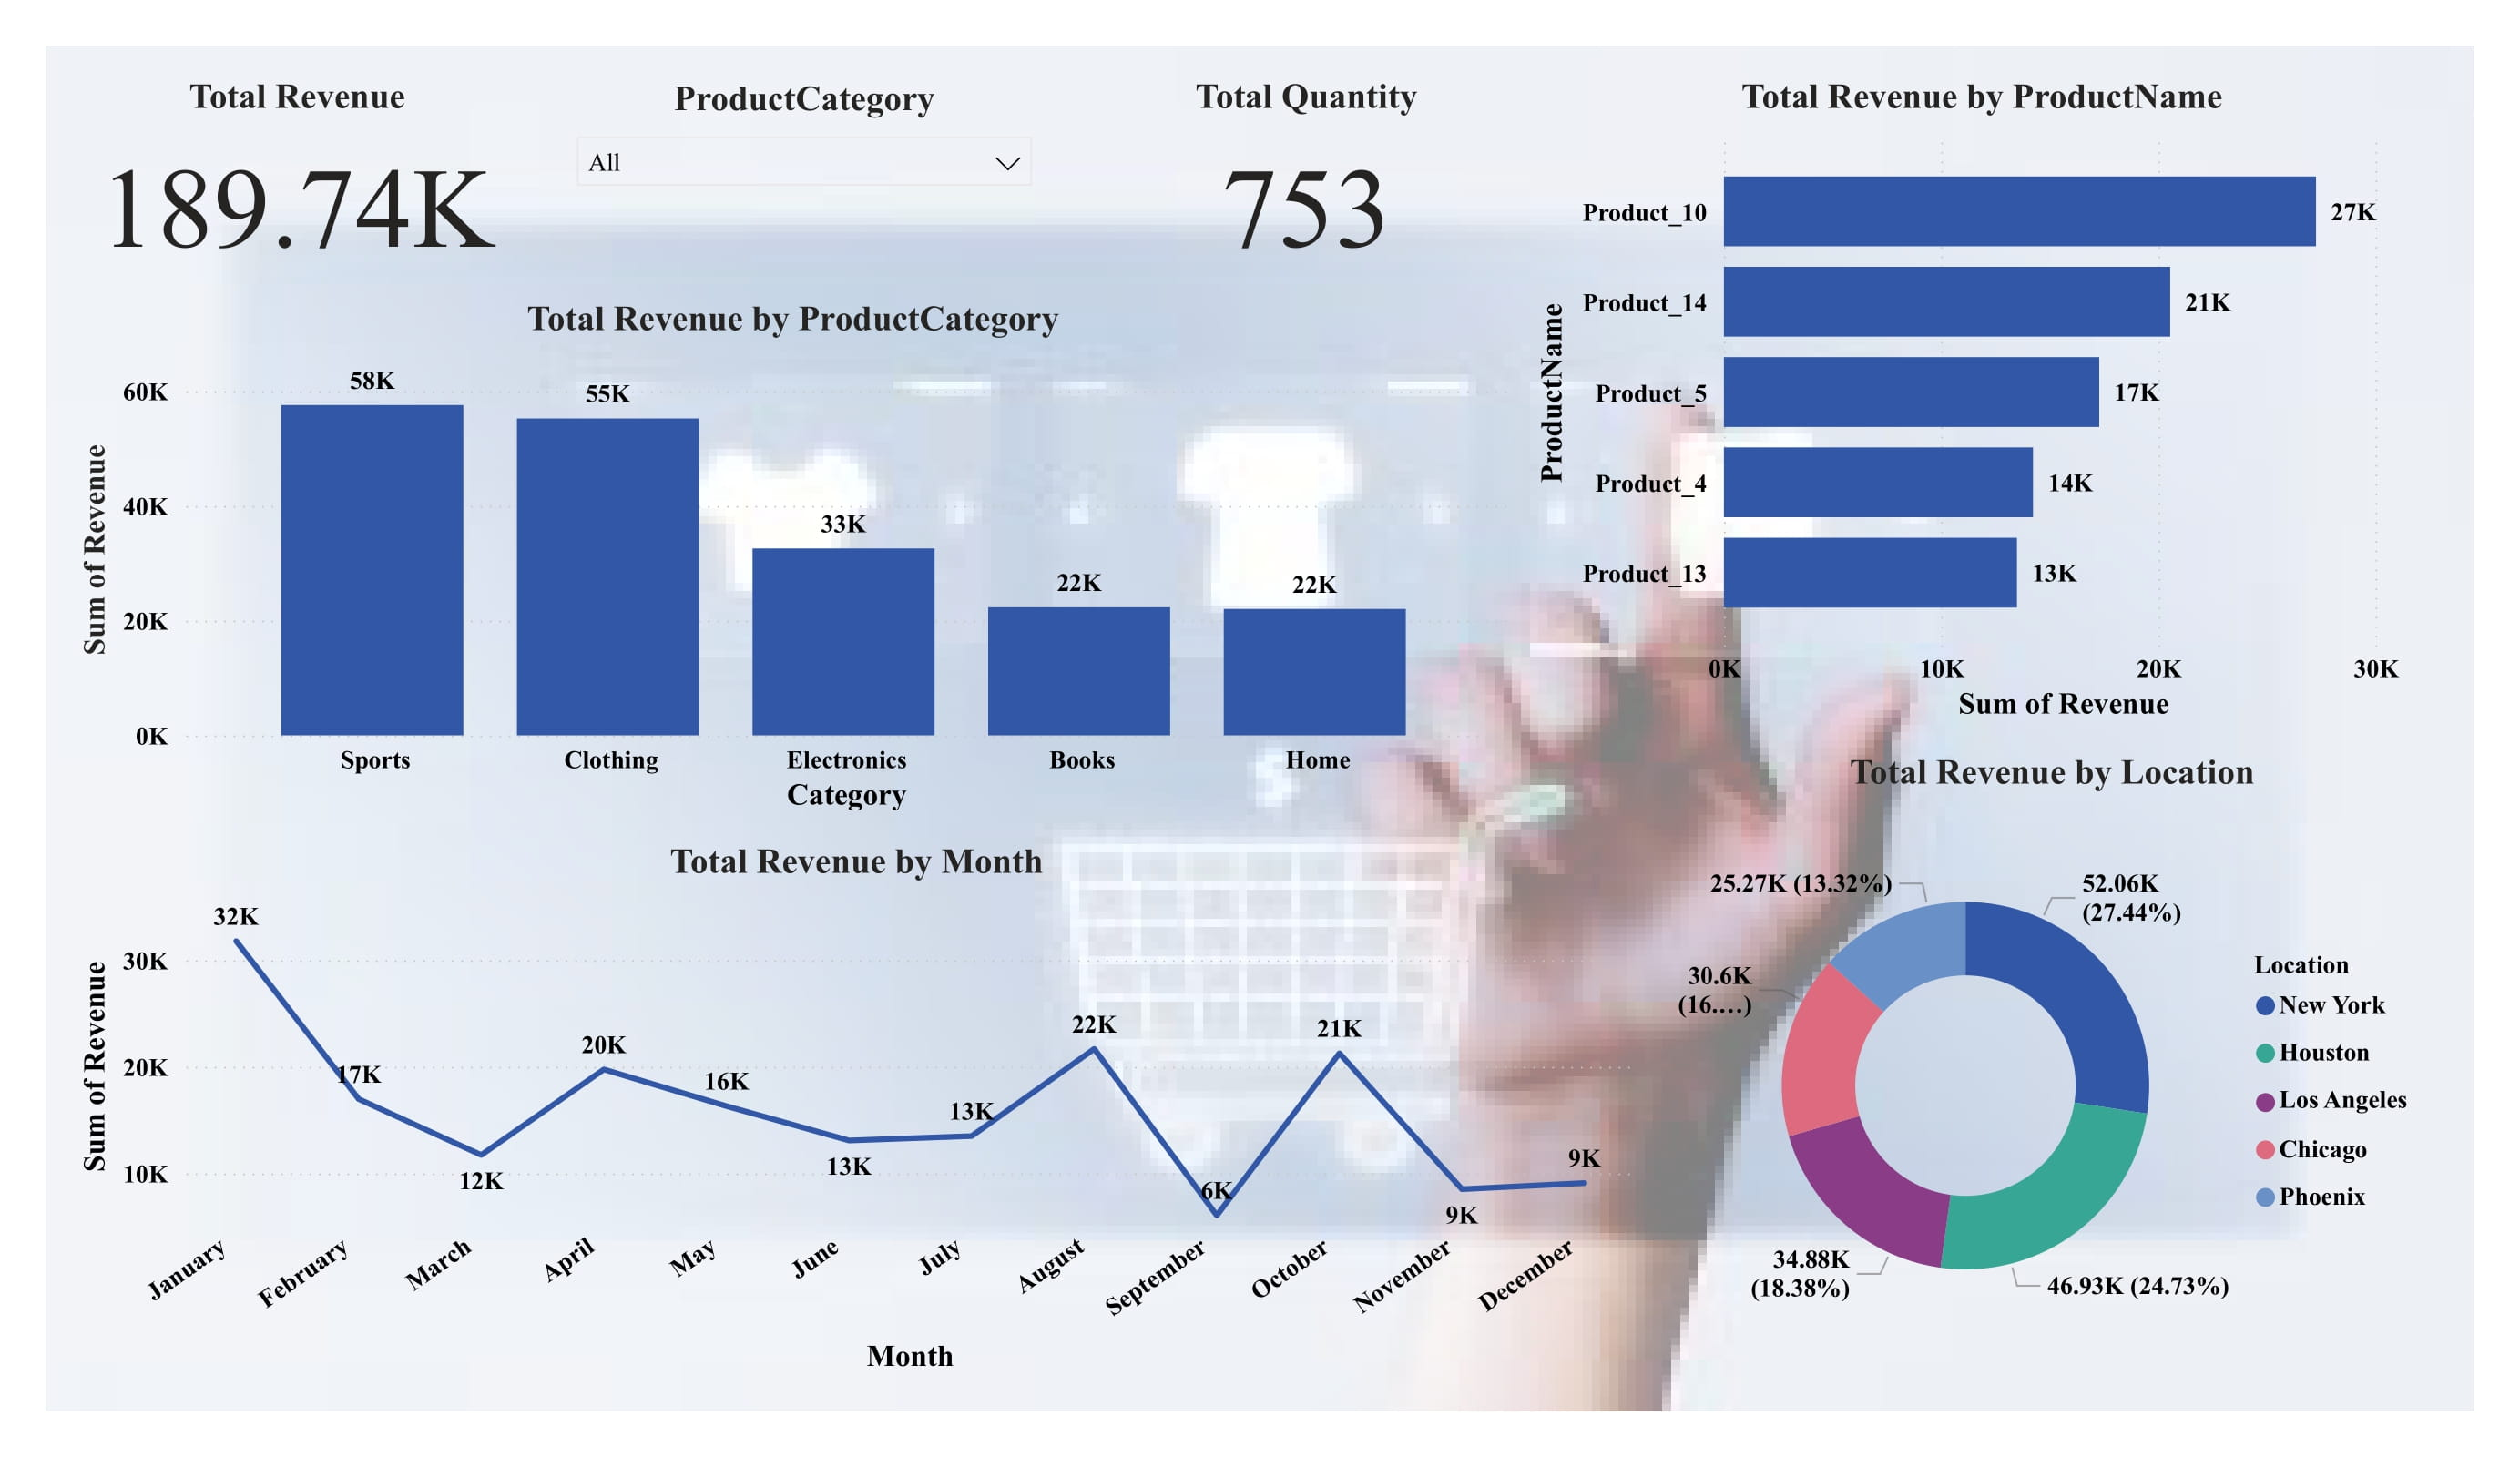 Total Revenue
189.74K
ProductCategory
All
Total Quantity
753
Total Revenue by ProductName
ProductName
Product_10
27K
Product_14
21K
Product_5
17K
Product_4
14K
Product_13
13K
0K
10K
20K
30K
Sum of Revenue
Total Revenue by ProductCategory
Sum of Revenue
60K
40K
20K
0K
58K
55K
33K
22K
22K
Sports
Clothing
Electronics
Books
Home
Category
Total Revenue by Month
Sum of Revenue
30K
20K
10K
32K
17K
12K
20K
16K
13K
13K
22K
6K
21K
9K
9K
January
February
March
April
May
June
July
August
September
October
November
December
Month
Total Revenue by Location
25.27K (13.32%)
52.06K
(27.44%)
30.6K
(16.…)
34.88K
(18.38%)
46.93K (24.73%)
Location
New York
Houston
Los Angeles
Chicago
Phoenix